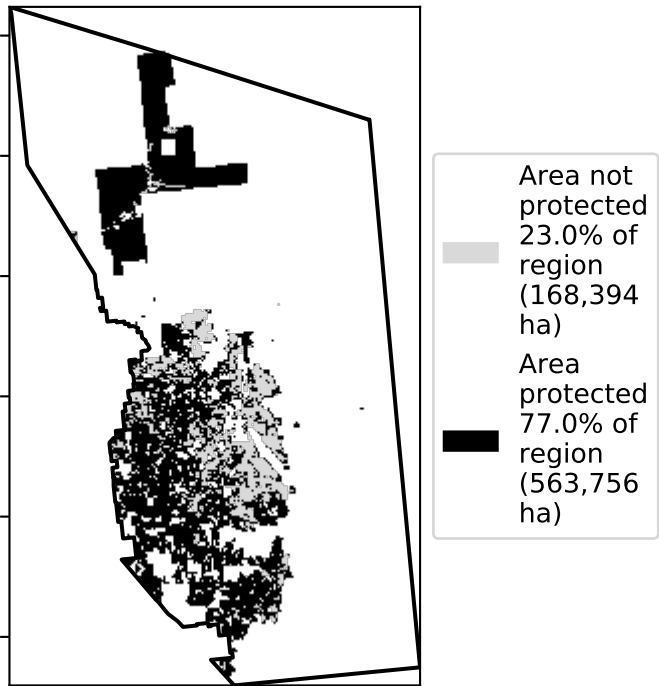 Area not
protected
23.0% of
region
(168,394
ha)
Area
protected
77.0% of
region
(563,756
ha)